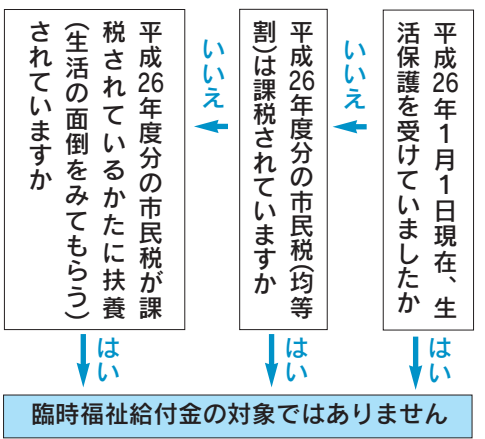 平成26年1月1日現在、生
活保護を受けていましたか
いいえ
はい
平成26年度分の市民税(均等
割)は課税されていますか
いいえ
はい
平成26年度分の市民税が課
税されているかたに扶養
(生活の面倒をみてもらう)
されていますか
はい
臨時福祉給付金の対象ではありません